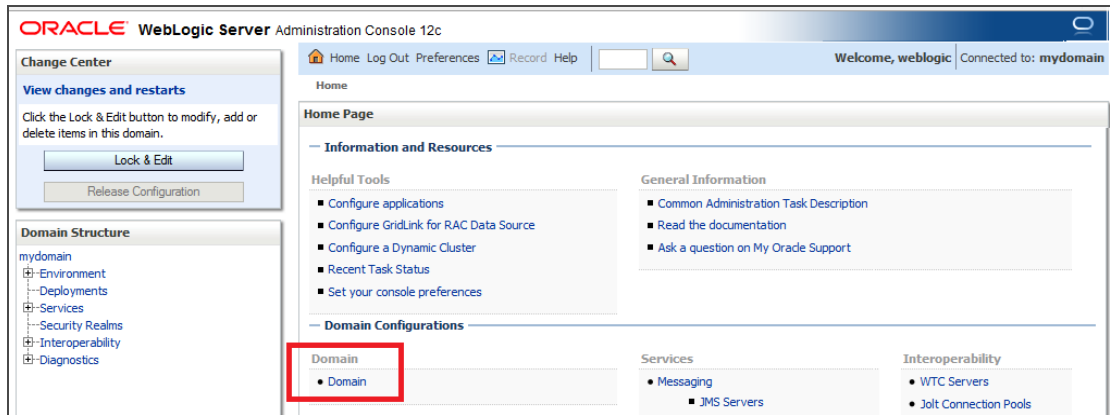 ORACLE WebLogic Server Administration Console 12c
Change Center
View changes and restarts
Click the Lock & Edit button to modify, add or
delete items in this domain.
Lock & Edit
Release Configuration
Domain Structure
mydomain
Environment
Deployments
Services
Security Realms
Interoperability
Diagnostics
Home Log Out Preferences Record Help
Welcome, weblogic Connected to: mydomain
Home
Home Page
Information and Resources
Helpful Tools
Configure applications
Configure GridLink for RAC Data Source
Configure a Dynamic Cluster
Recent Task Status
Set your console preferences
General Information
Common Administration Task Description
Read the documentation
Ask a question on My Oracle Support
Domain Configurations
Domain
Domain
Services
Messaging
JMS Servers
Interoperability
WTC Servers
Jolt Connection Pools